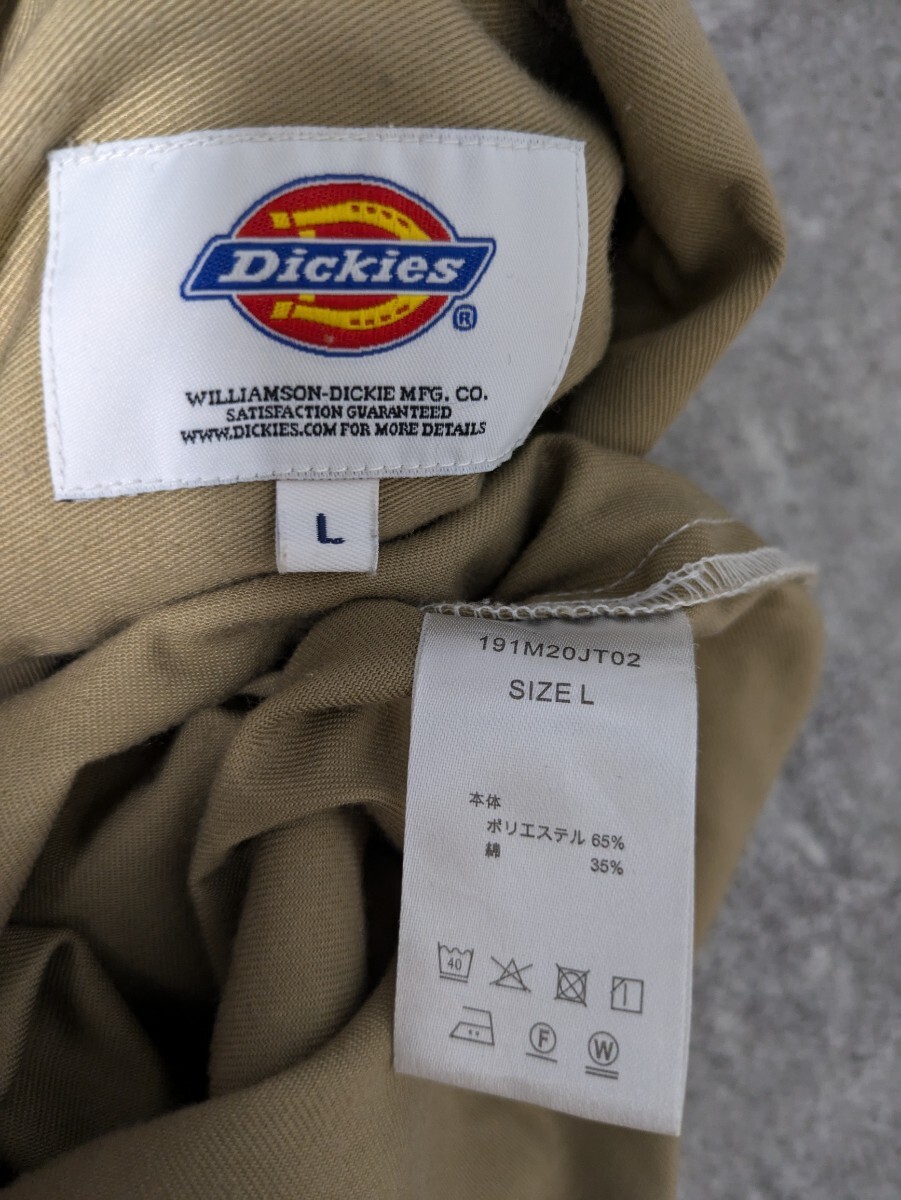 Dickies
®
WILLIAMSON-DICKIE MFG. CO.
SATISFACTION GUARANTEED
WWW.DICKIES.COM FOR MORE DETAILS
L
191M20JT02
SIZE L
本体
ポリエステル 65%
綿 35%
40
F W